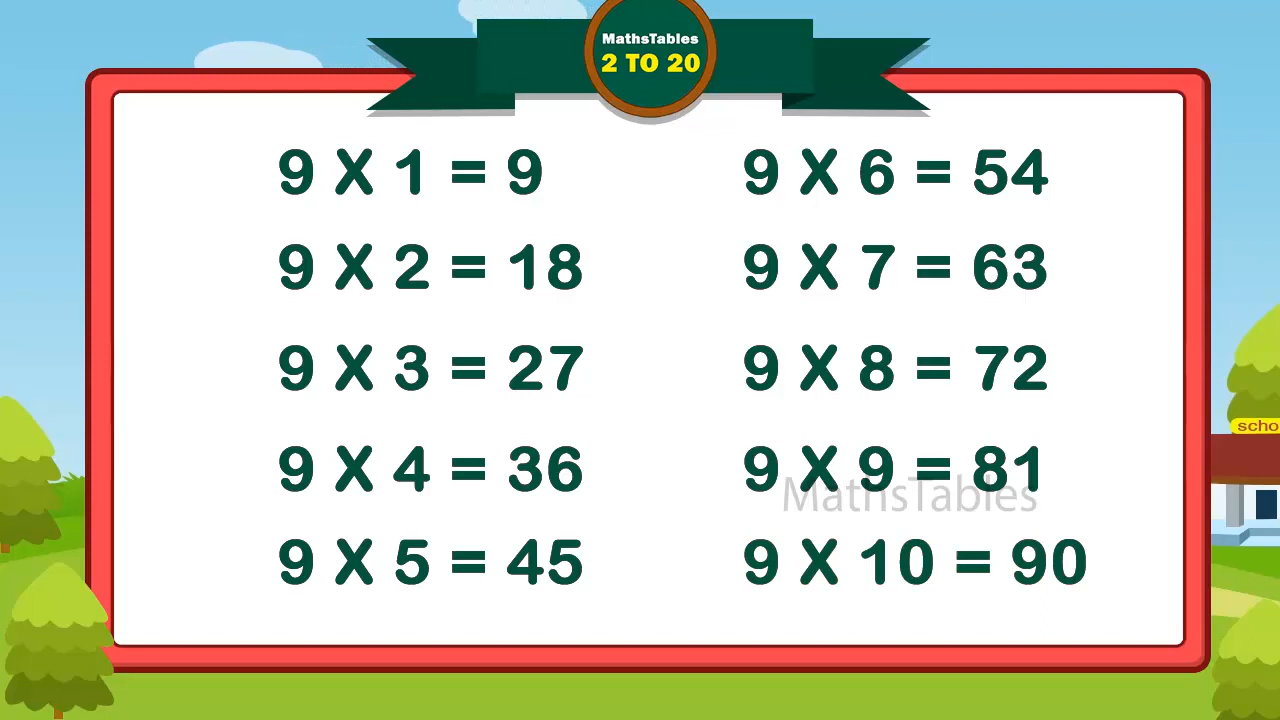 MathsTables
2 TO 20
9 X 1 = 9
9 X 2 = 18
9 X 3 = 27
9 X 4 = 36
9 X 5 = 45
9 X 6 = 54
9 X 7 = 63
9 X 8 = 72
9 X 9 = 81
9 X 10 = 90
MathsTables
scho